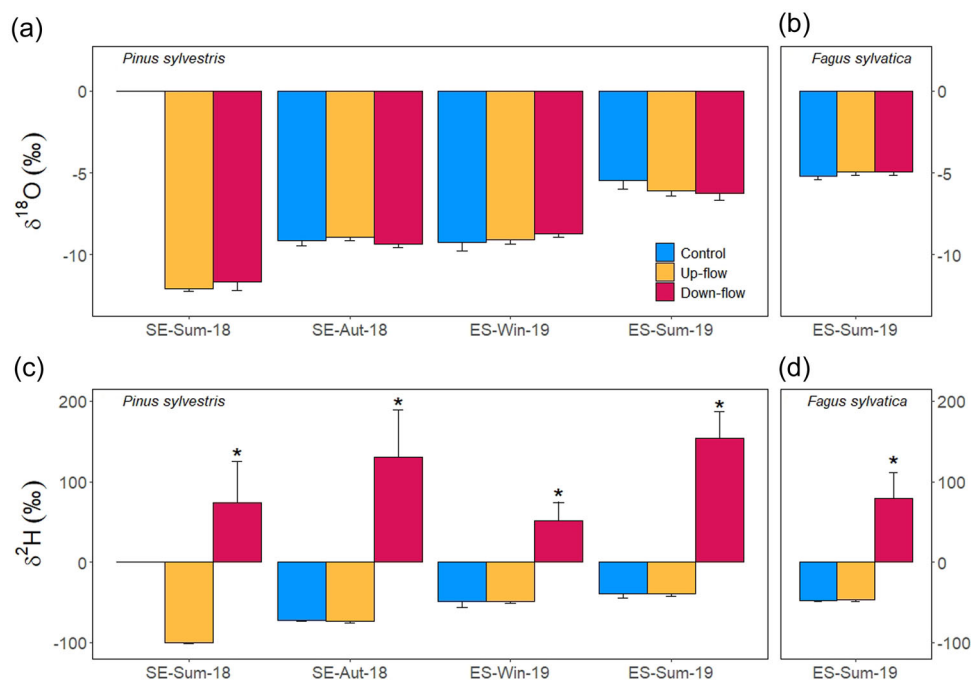 (a)
(b)
Pinus sylvestris
Fagus sylvatica
0
-5
-10
δ18O (‰)
0
-5
-10
Control
Up-flow
Down-flow
SE-Sum-18 SE-Aut-18 ES-Win-19 ES-Sum-19
ES-Sum-19
(c)
(d)
Pinus sylvestris
Fagus sylvatica
200
100
0
-100
δ2H (‰)
* * * *
*
200
100
0
-100
SE-Sum-18 SE-Aut-18 ES-Win-19 ES-Sum-19
ES-Sum-19